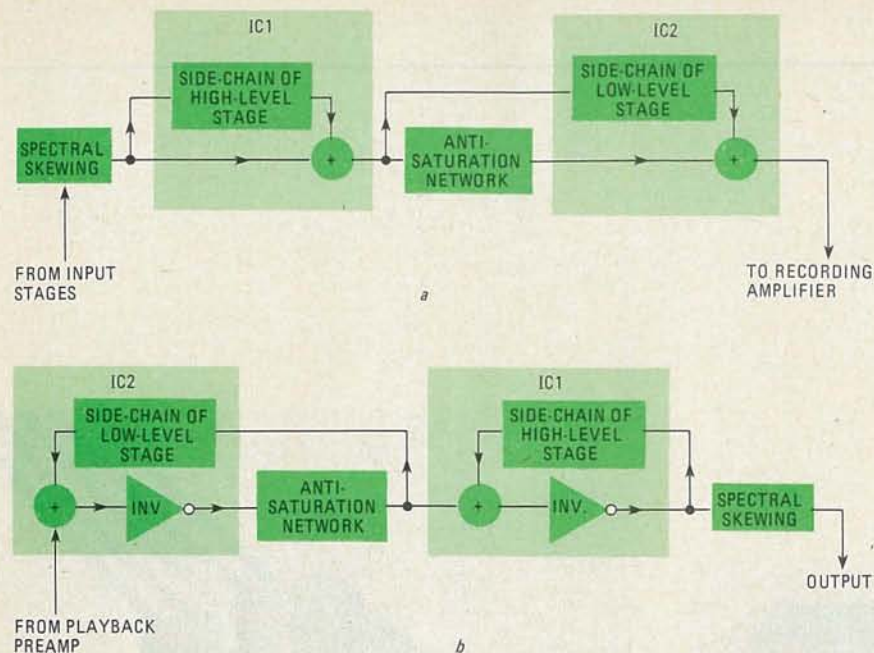 IC1
IC2
SIDE-CHAIN OF
HIGH-LEVEL
STAGE
SIDE-CHAIN OF
LOW-LEVEL
STAGE
SPECTRAL
SKEWING
+
ANTI-
SATURATION
NETWORK
+
FROM INPUT
STAGES
TO RECORDING
AMPLIFIER
a
IC2
IC1
SIDE-CHAIN OF
LOW-LEVEL
STAGE
SIDE-CHAIN OF
HIGH-LEVEL
STAGE
+
INV.
ANTI-
SATURATION
NETWORK
+
INV.
SPECTRAL
SKEWING
OUTPUT
FROM PLAYBACK
PREAMP
b